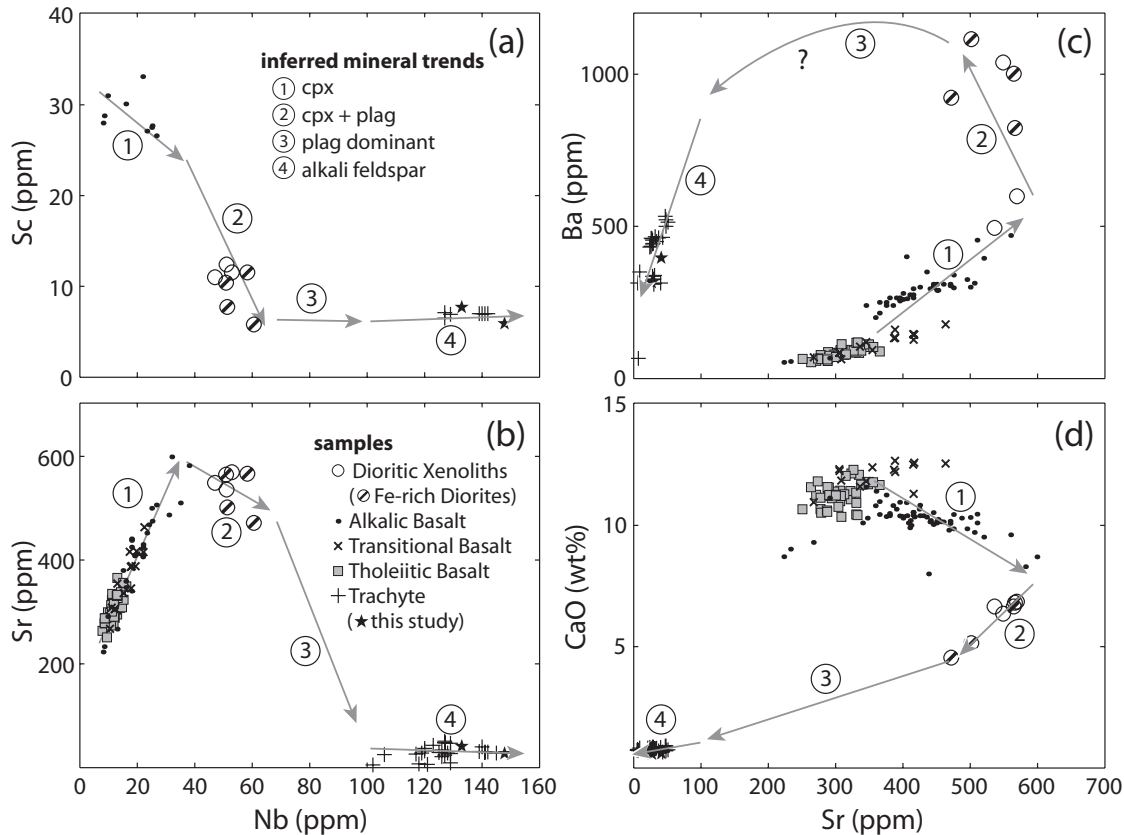 (a)
40
30
20
10
0
Sc (ppm)
inferred mineral trends
1 cpx
2 cpx + plag
3 plag dominant
4 alkali feldspar
1
2
3
4
(b)
600
400
200
Sr (ppm)
samples
Dioritic Xenoliths
(Fe-rich Diorites)
Alkalic Basalt
Transitional Basalt
Tholeiitic Basalt
Trachyte
(★this study)
1
2
3
4
0 20 40 60 80 100 120 140 160
Nb (ppm)
(c)
1000
500
0
Ba (ppm)
3
?
2
4
1
(d)
15
10
5
CaO (wt%)
1
2
3
4
0 100 200 300 400 500 600 700
Sr (ppm)